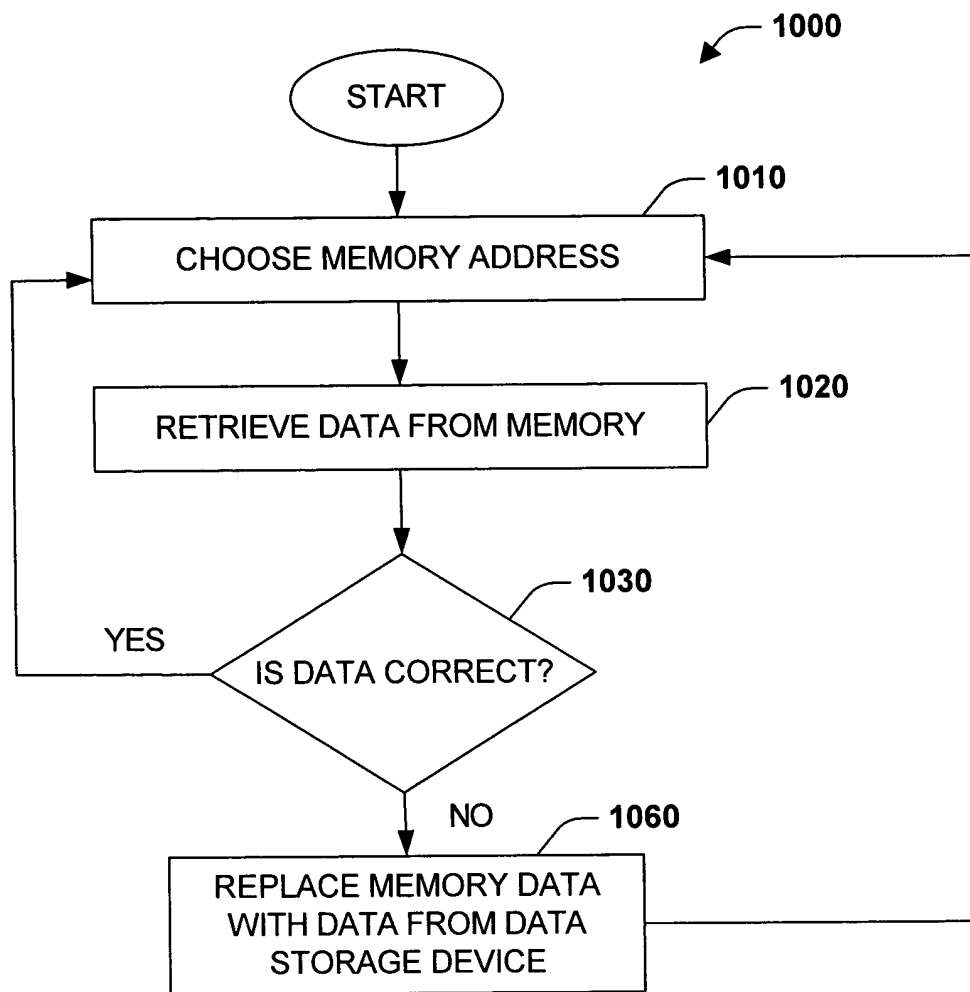 1000
START
1010
CHOOSE MEMORY ADDRESS
1020
RETRIEVE DATA FROM MEMORY
1030
YES
IS DATA CORRECT?
NO
1060
REPLACE MEMORY DATA
WITH DATA FROM DATA
STORAGE DEVICE